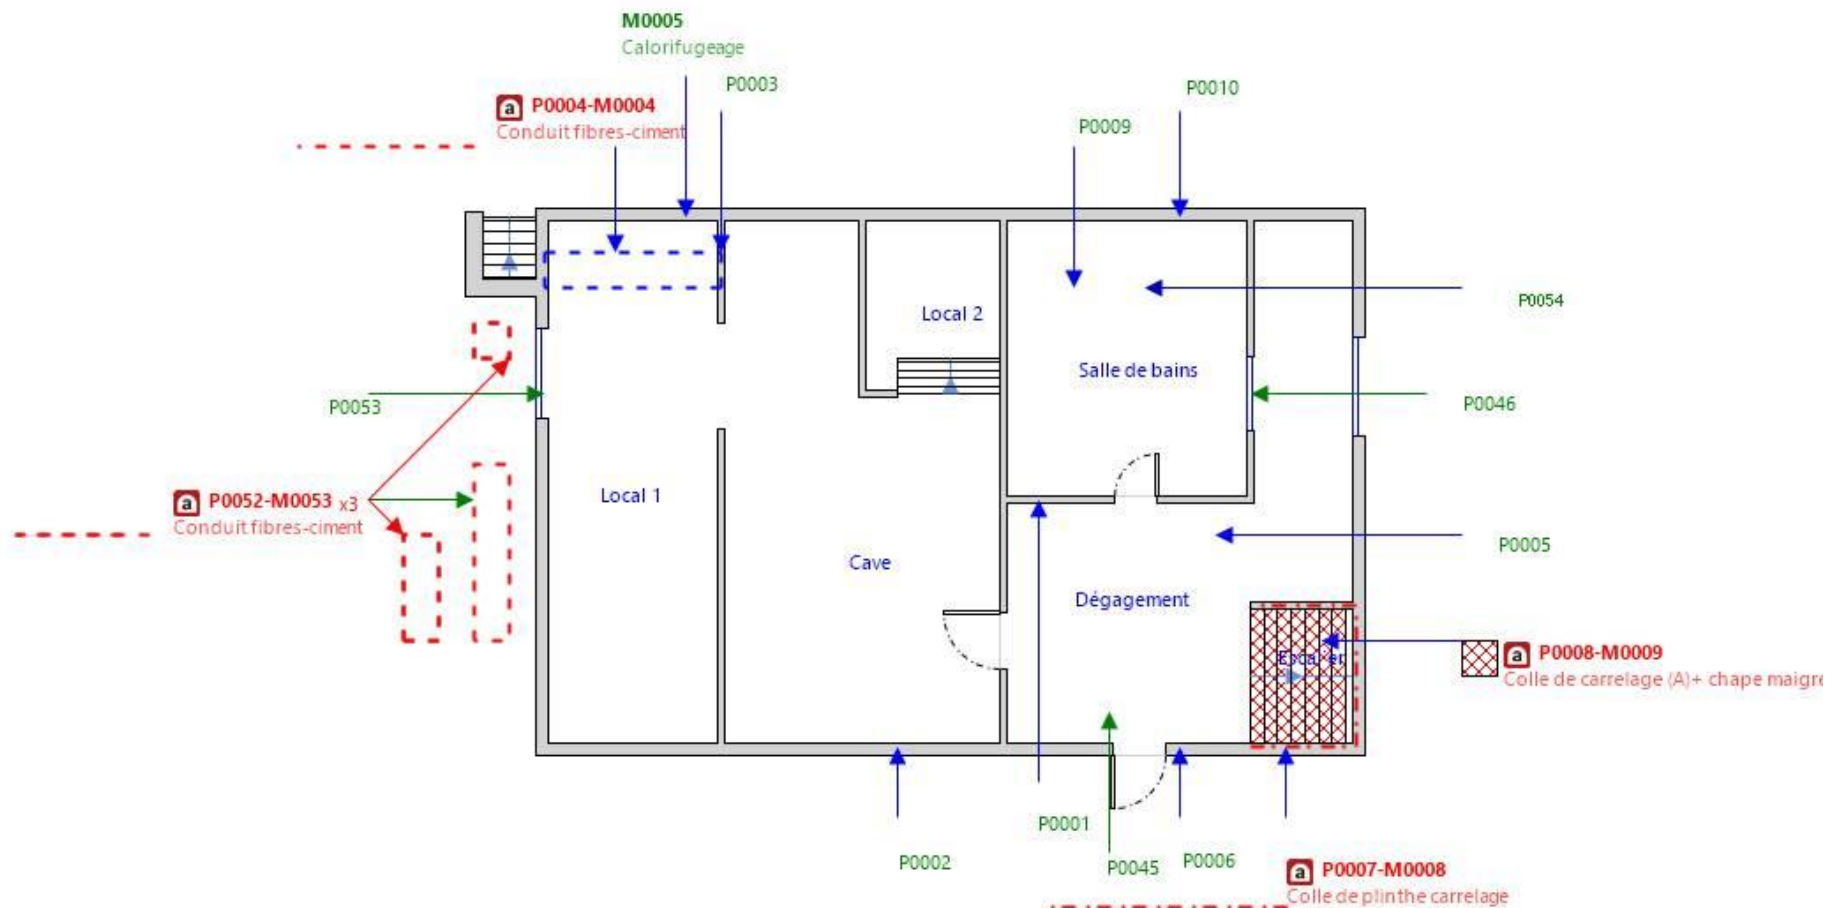 M0005
Calorifugeage
P0003
P0010
a P0004-M0004
Conduit fibres-ciment
P0009
Local 2
P0054
Salle de bains
P0053
P0046
a P0052-M0053 x3
Conduit fibres-ciment
Local 1
P0005
Cave
Dégagement
a P0008-M0009
Colle de carrelage (A)+ chape maigre
Escalier
P0001
P0002
P0045
P0006
a P0007-M0008
Colle de plinthe carrelage